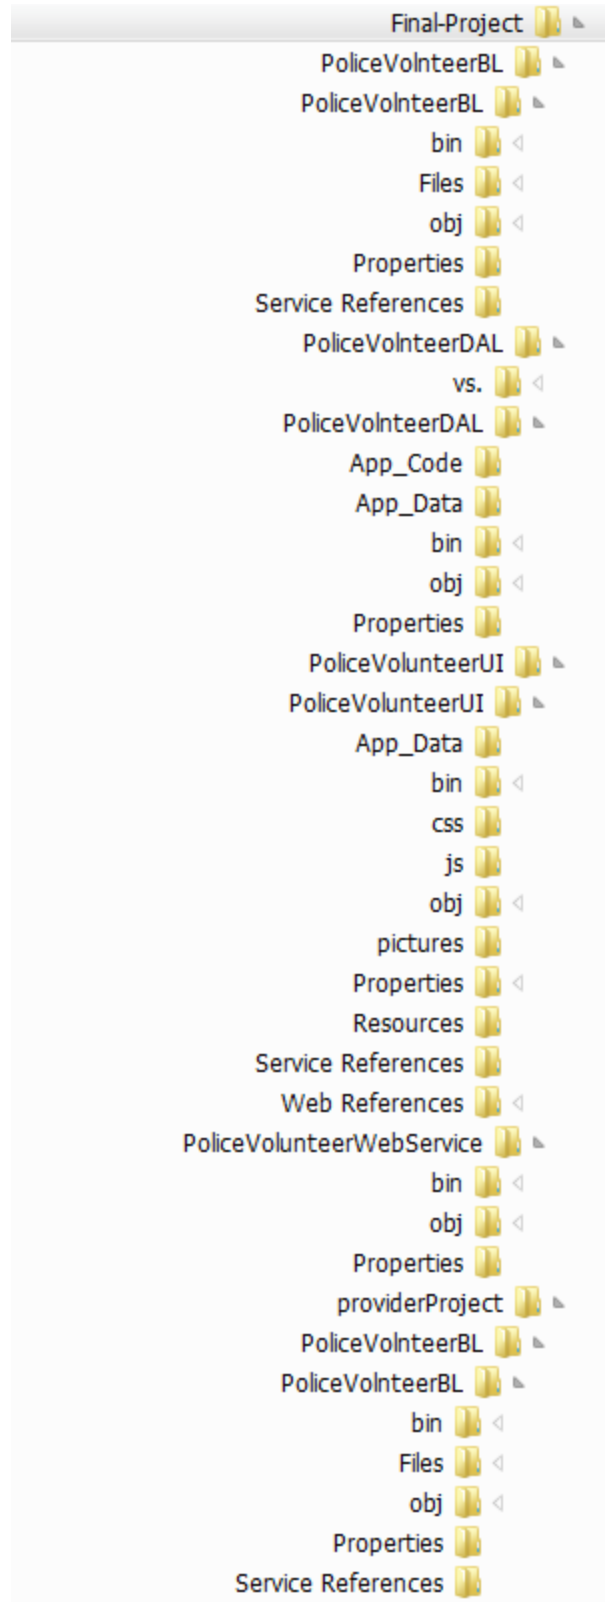 Final-Project
PoliceVolnteerBL
PoliceVolnteerBL
bin
Files
obj
Properties
Service References
PoliceVolnteerDAL
vs.
PoliceVolnteerDAL
App_Code
App_Data
bin
obj
Properties
PoliceVolunteerUI
PoliceVolunteerUI
App_Data
bin
css
js
obj
pictures
Properties
Resources
Service References
Web References
PoliceVolunteerWebService
bin
obj
Properties
providerProject
PoliceVolnteerBL
PoliceVolnteerBL
bin
Files
obj
Properties
Service References